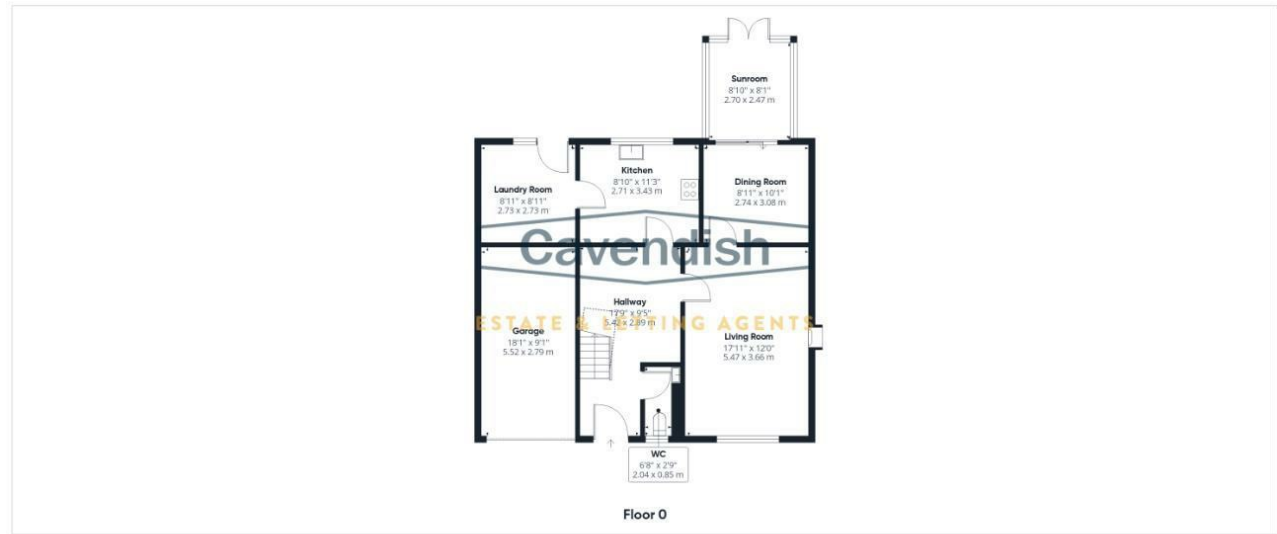 Sunroom
8'10" x 8'1"
2.70 x 2.47 m
Kitchen
8'10" x 11'3"
2.71 x 3.43 m
Laundry Room
8'11" x 8'11"
2.73 x 2.73 m
Dining Room
8'11" x 10'1"
2.74 x 3.08 m
Cavendish
ESTATE & LETTING AGENTS
Hallway
17'9" x 9'5"
5.42 x 2.89 m
Garage
18'1" x 9'1"
5.52 x 2.79 m
Living Room
17'11" x 12'0"
5.47 x 3.66 m
WC
6'8" x 2'9"
2.04 x 0.85 m
Floor 0